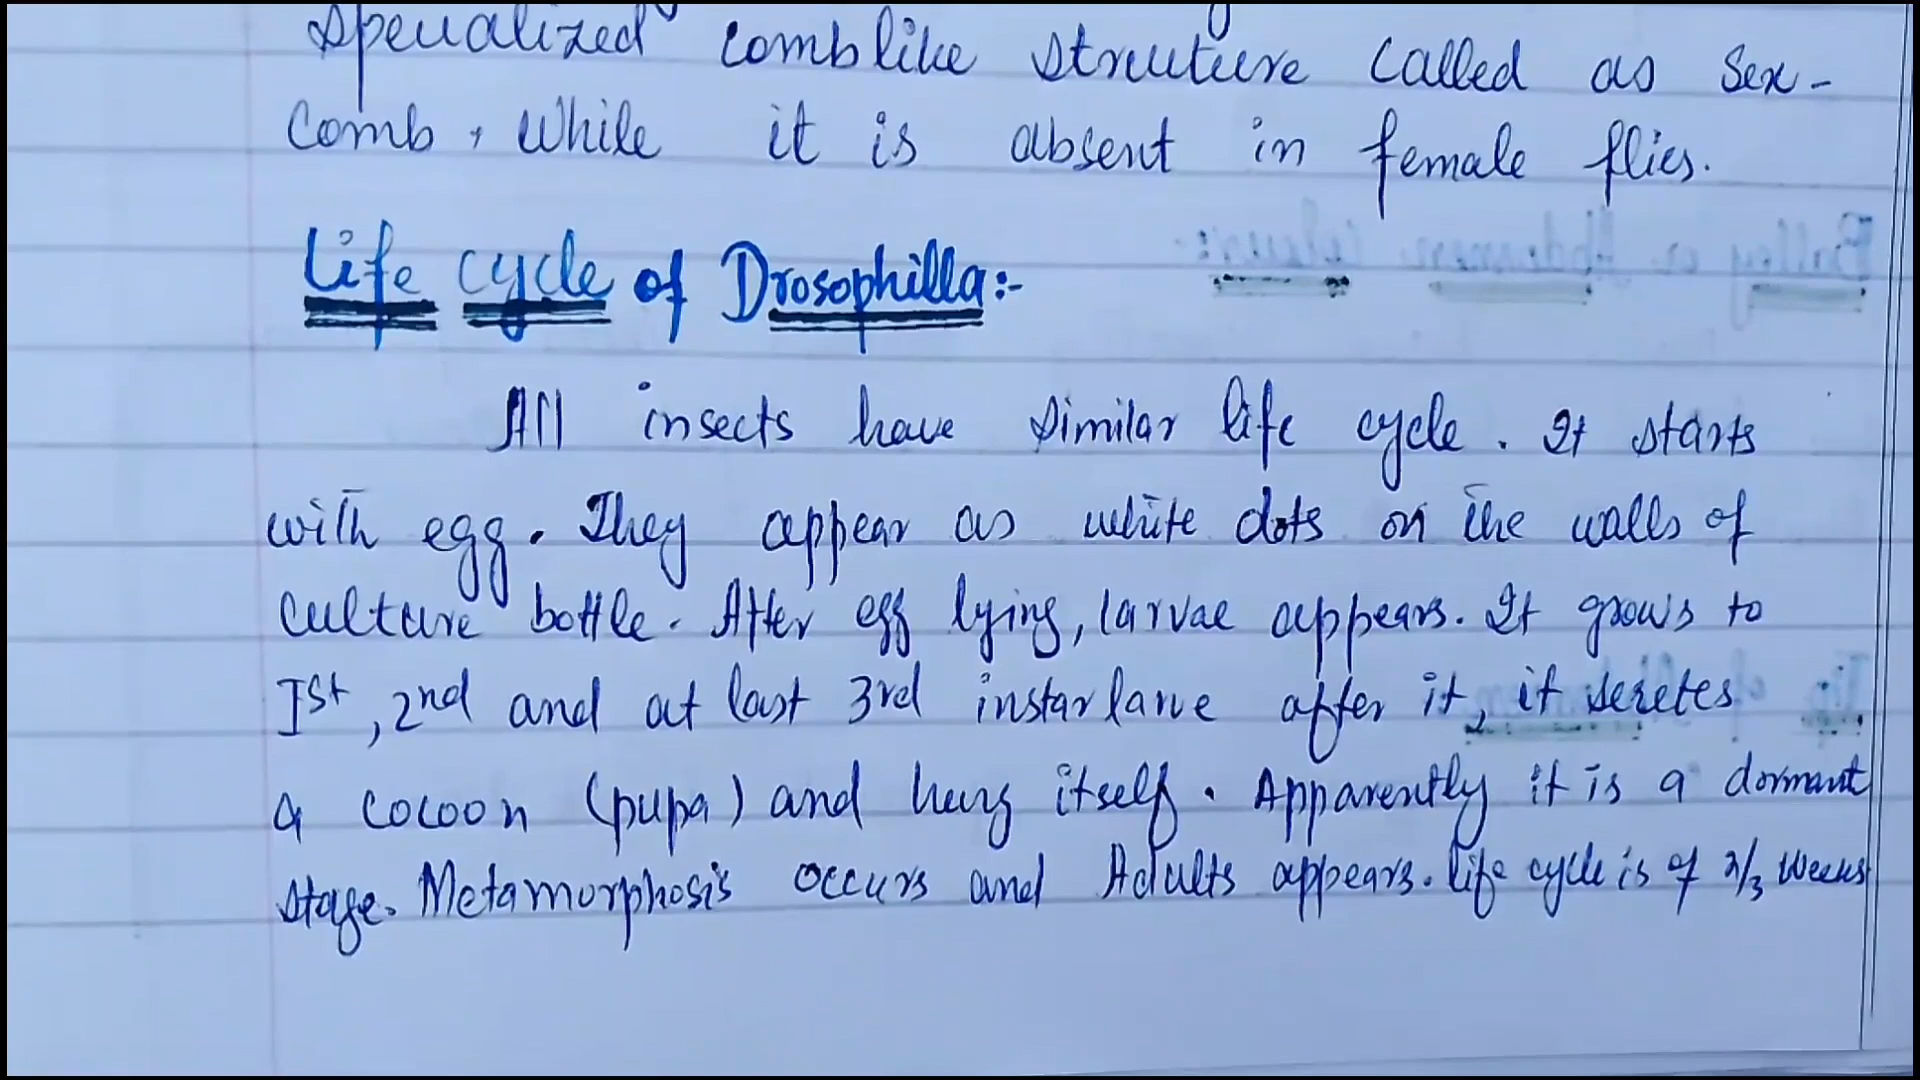 specialized comblike structure called as sex-
comb, while it is absent in female flies.
Life cycle of Drosophilla:-
All insects have similar life cycle. It starts
with egg. They appear as white dots on the walls of
culture bottle. After egg lying, larvae appears. It grows to
Ist, 2nd and at last 3rd instar larve after it, it seretes
a cocoon (pupa) and hung itself. Apparently it is a dormant
stage. Metamorphosis occurs and Adults appears. life cycle is of 2/3 weeks